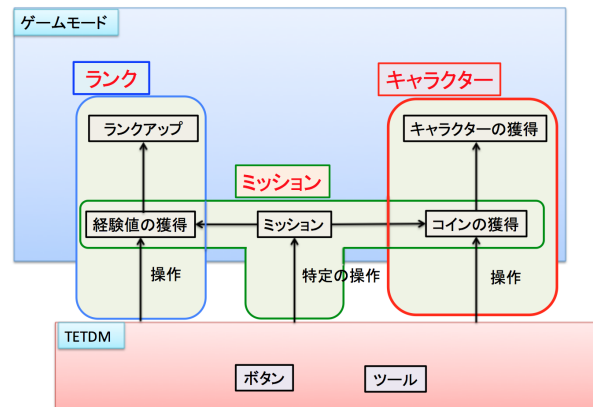 ゲームモード
ランク
キャラクター
ランクアップ
キャラクターの獲得
ミッション
経験値の獲得
ミッション
コインの獲得
操作
特定の操作
操作
TETDM
ボタン
ツール